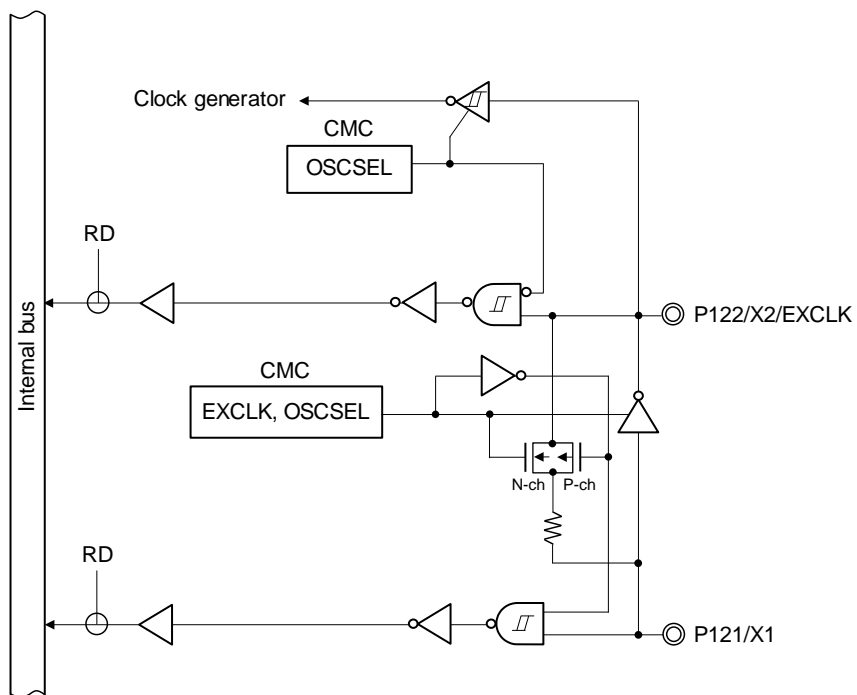 Clock generator
CMC
OSCSEL
RD
P122/X2/EXCLK
Internal bus
CMC
EXCLK, OSCSEL
N-ch
P-ch
RD
P121/X1